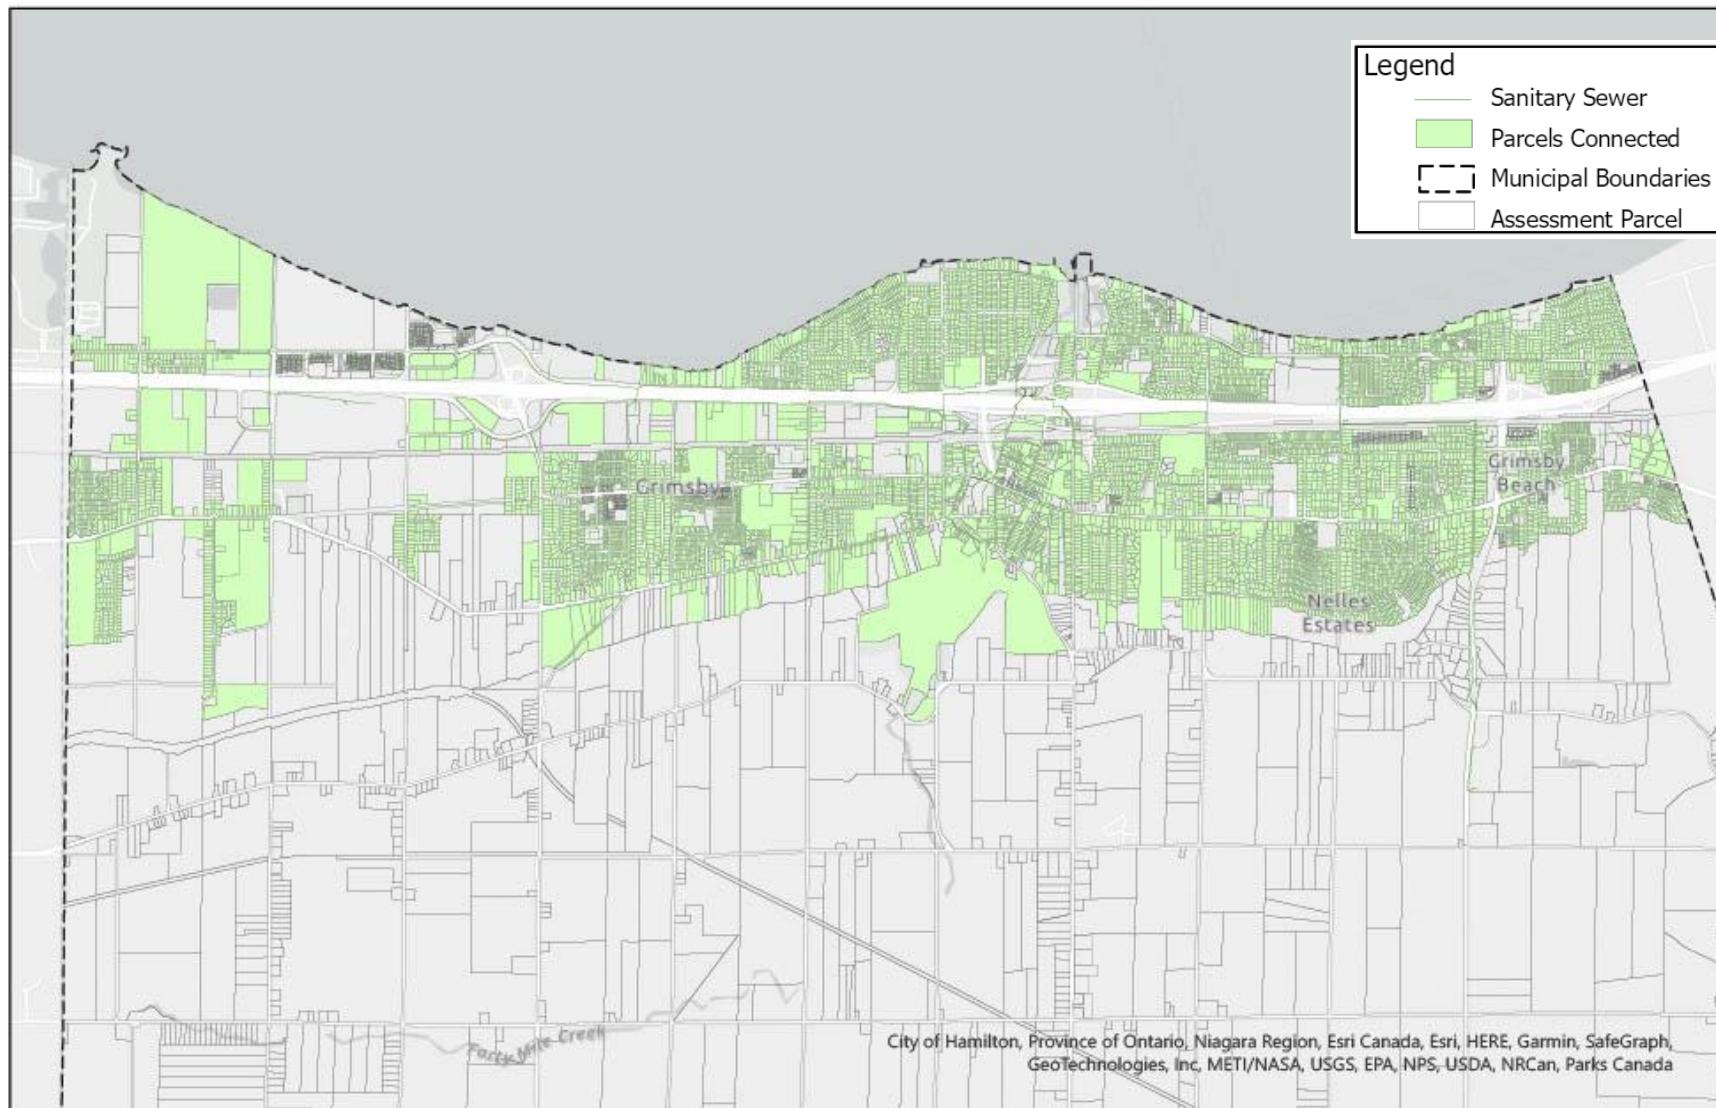 Legend
Sanitary Sewer
Parcels Connected
Municipal Boundaries
Assessment Parcel
Grimsby
Grimsby
Beach
Nelles
Estates
Forty Mile Creek
City of Hamilton, Province of Ontario, Niagara Region, Esri Canada, Esri, HERE, Garmin, SafeGraph,
GeoTechnologies, Inc, METI/NASA, USGS, EPA, NPS, USDA, NRCan, Parks Canada